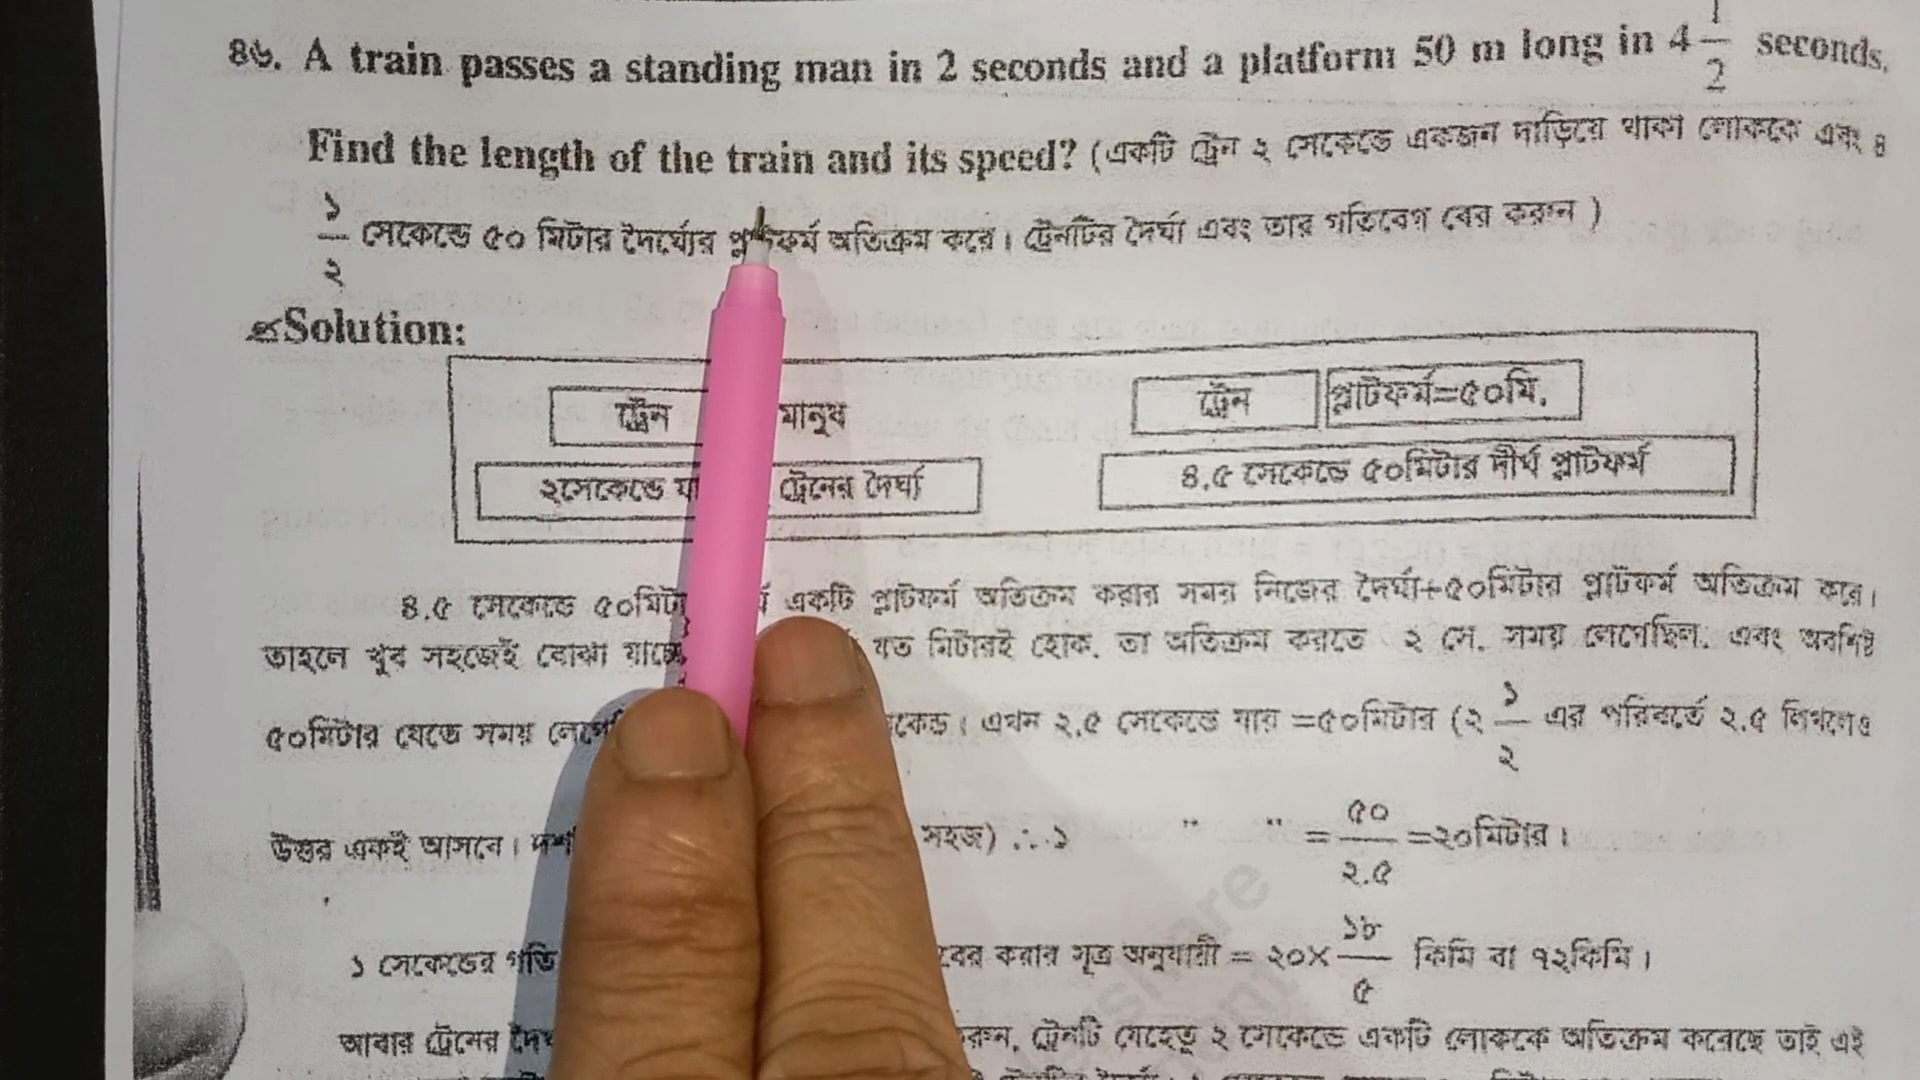 ৪৬. A train passes a standing man in 2 seconds and a platform 50 m long in 4 1/2 seconds.
Find the length of the train and its speed? (একটি ট্রেন ২ সেকেন্ডে একজন দাড়িয়ে থাকা লোককে এবং ৪
১/২ সেকেন্ডে ৫০ মিটার দৈর্ঘ্যের প্লাটফর্ম অতিক্রম করে। ট্রেনটির দৈর্ঘ্য এবং তার গতিবেগ বের করুন )
Solution:
ট্রেন মানুষ ট্রেন প্লাটফর্ম=৫০মি.
২সেকেন্ডে ট্রেনের দৈর্ঘ্য ৪.৫ সেকেন্ডে ৫০মিটার দীর্ঘ প্লাটফর্ম
৪.৫ সেকেন্ডে একটি প্লাটফর্ম অতিক্রম করার সময় নিজের দৈর্ঘ্য+৫০মিটার প্লাটফর্ম অতিক্রম করে।
তাহলে খুব সহজেই বোঝা যত মিটারই হোক. তা অতিক্রম করতে ২ সে. সময় লেগেছিল. এবং অবশিষ্ট
৫০মিটার যেতে সময় । এখন ২.৫ সেকেন্ডে যায় =৫০মিটার (২ ১/২ এর পরিবর্তে ২.৫ লিখলেও
উত্তর একই আসবে। সহজ) ∴ ১ " " = ৫০/২.৫ =২০মিটার।
১ সেকেন্ডের গতি বের করার সূত্র অনুযায়ী = ২০× ১৮/৫ কিমি বা ৭২কিমি।
আবার ট্রেনের ট্রেনটি যেহেতু ২ সেকেন্ডে একটি লোককে অতিক্রম করেছে তাই এই